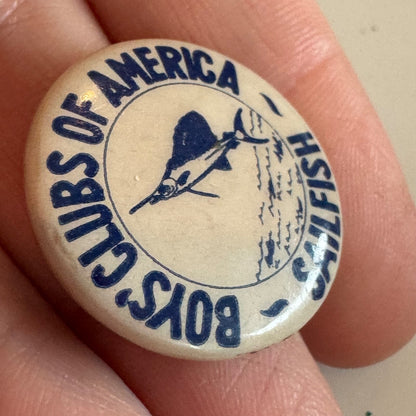 BOYS' CLUBS OF AMERICA
SAILFISH